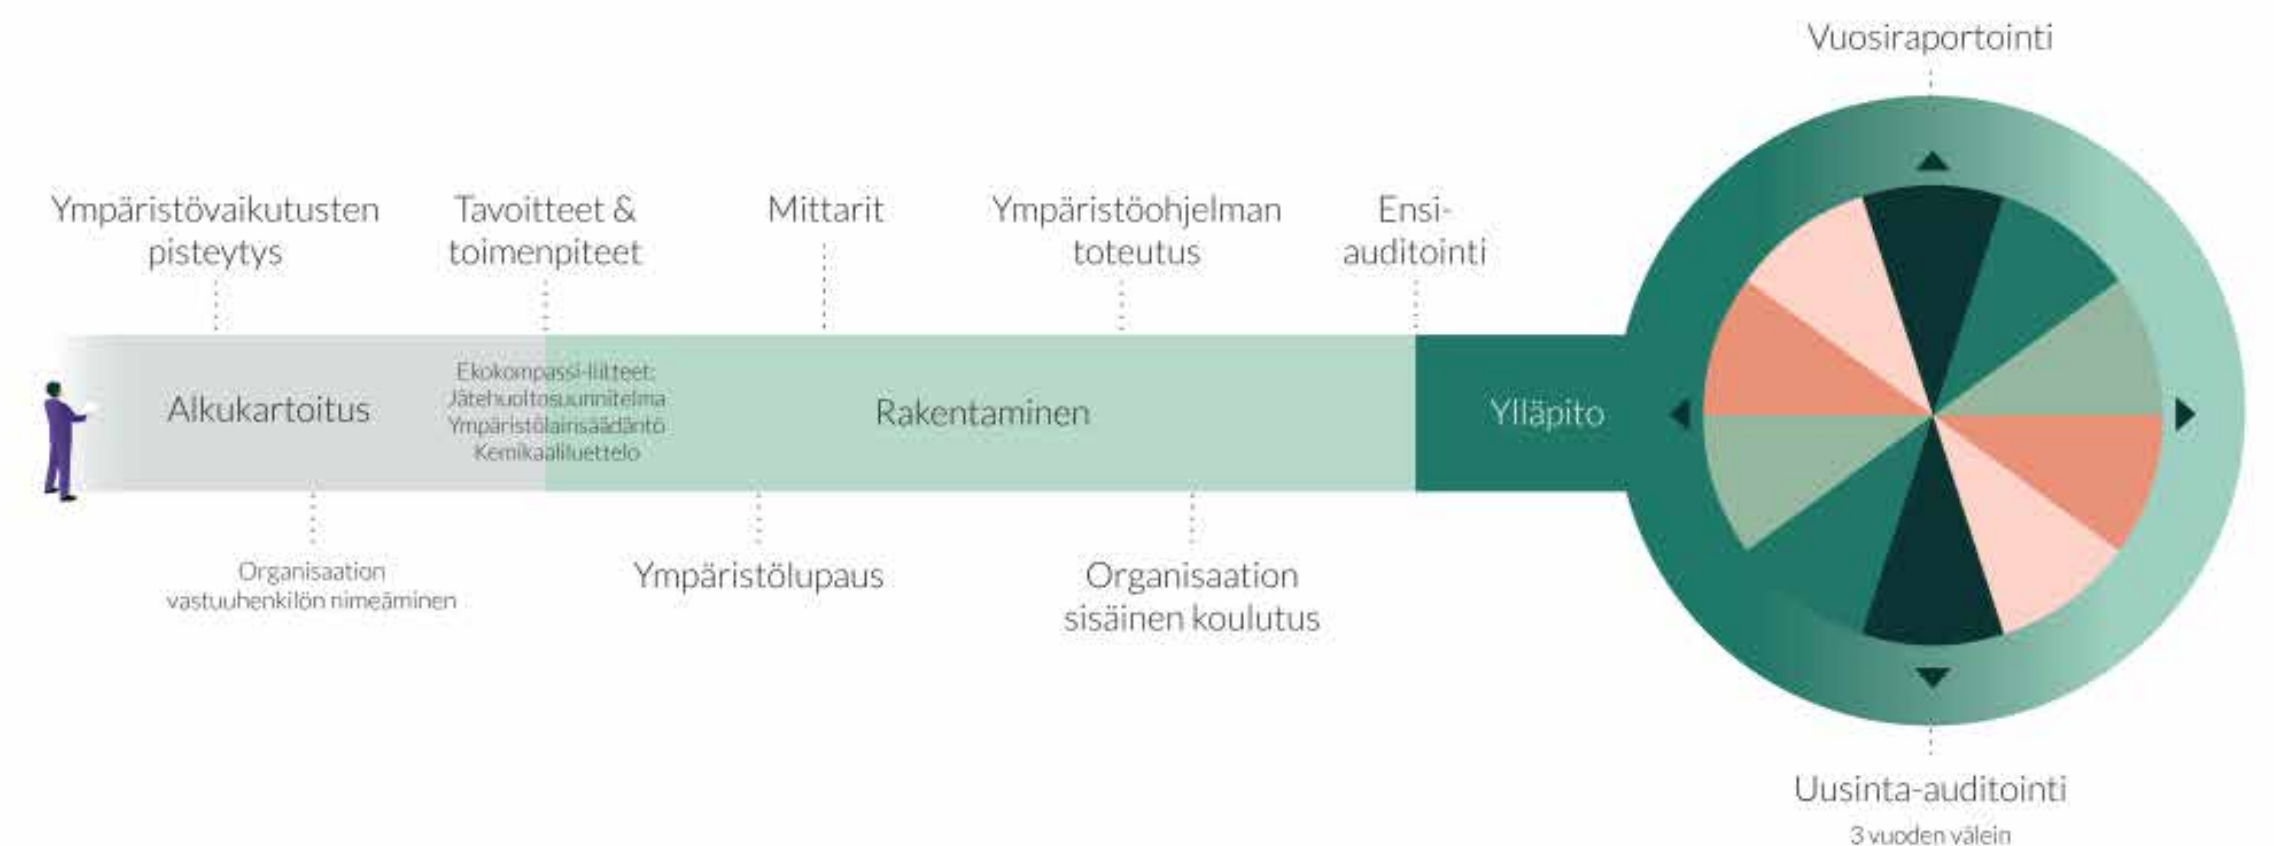 Vuosiraportointi
Ympäristövaikutusten
pisteytys
Tavoitteet &
toimenpiteet
Mittarit
Ympäristöohjelman
toteutus
Ensi-
auditointi
Alkukartoitus
Ekokompassi-liitteet:
Jätehuoltosuunnitelma
Ympäristölainsäädäntö
Kemikaaliluettelo
Rakentaminen
Ylläpito
Organisaation
vastuuhenkilön nimeäminen
Ympäristölupaus
Organisaation
sisäinen koulutus
Uusinta-auditointi
3 vuoden välein